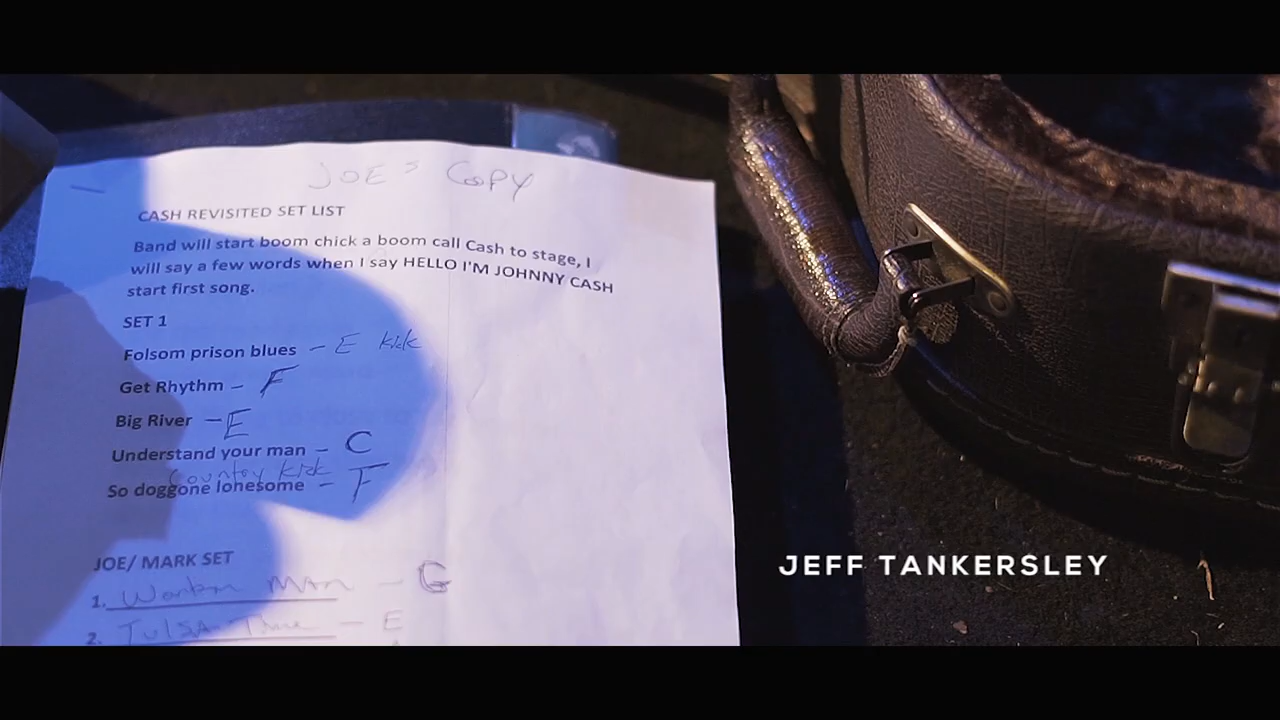 JOE'S COPY
CASH REVISITED SET LIST
Band will start boom chick a boom call Cash to stage, I
will say a few words when I say HELLO I'M JOHNNY CASH
start first song.
SET 1
Folsom prison blues – E kick
Get Rhythm – F
Big River – E
Understand your man – C
Country kick
So doggone lonesome – F
JOE/ MARK SET
1. Workin MAN – G
2. TULSA Time – E
JEFF TANKERSLEY